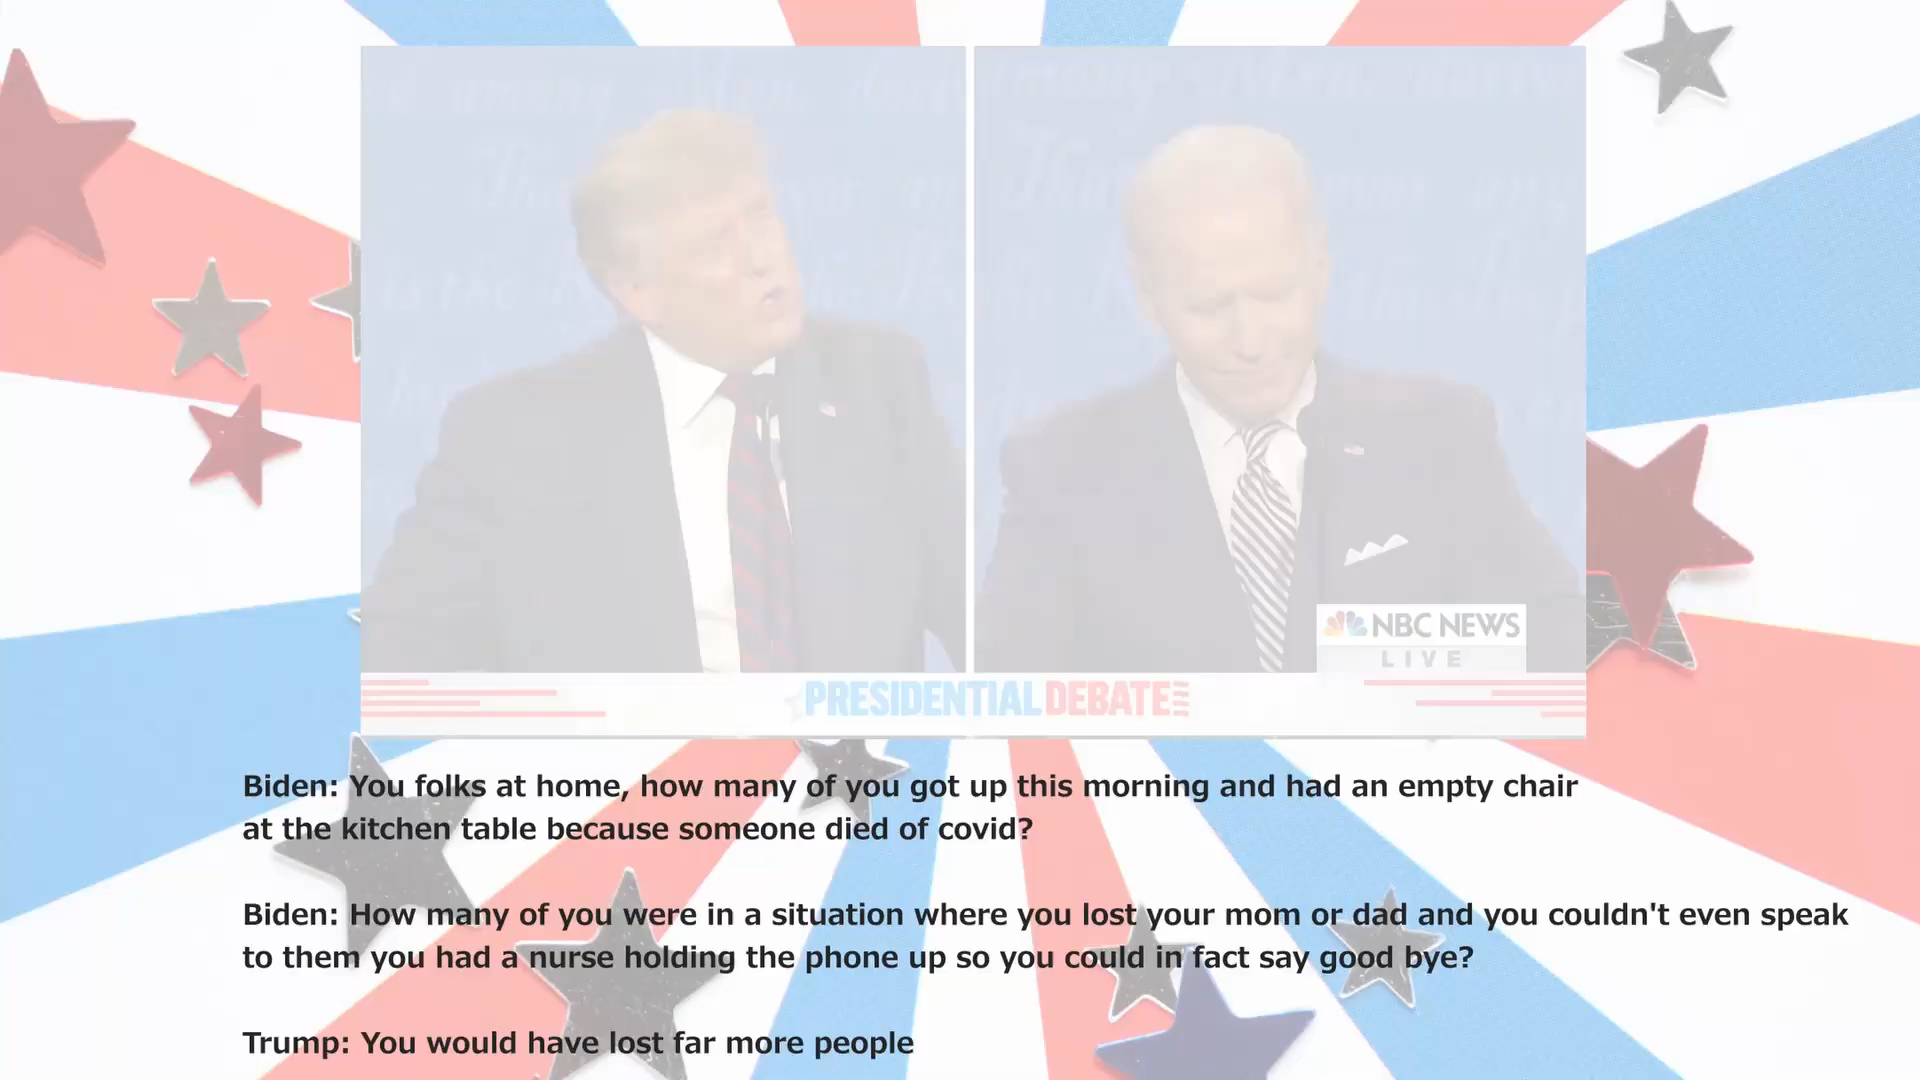 NBC NEWS
LIVE
PRESIDENTIAL DEBATE
Biden: You folks at home, how many of you got up this morning and had an empty chair
at the kitchen table because someone died of covid?
Biden: How many of you were in a situation where you lost your mom or dad and you couldn't even speak
to them you had a nurse holding the phone up so you could in fact say good bye?
Trump: You would have lost far more people